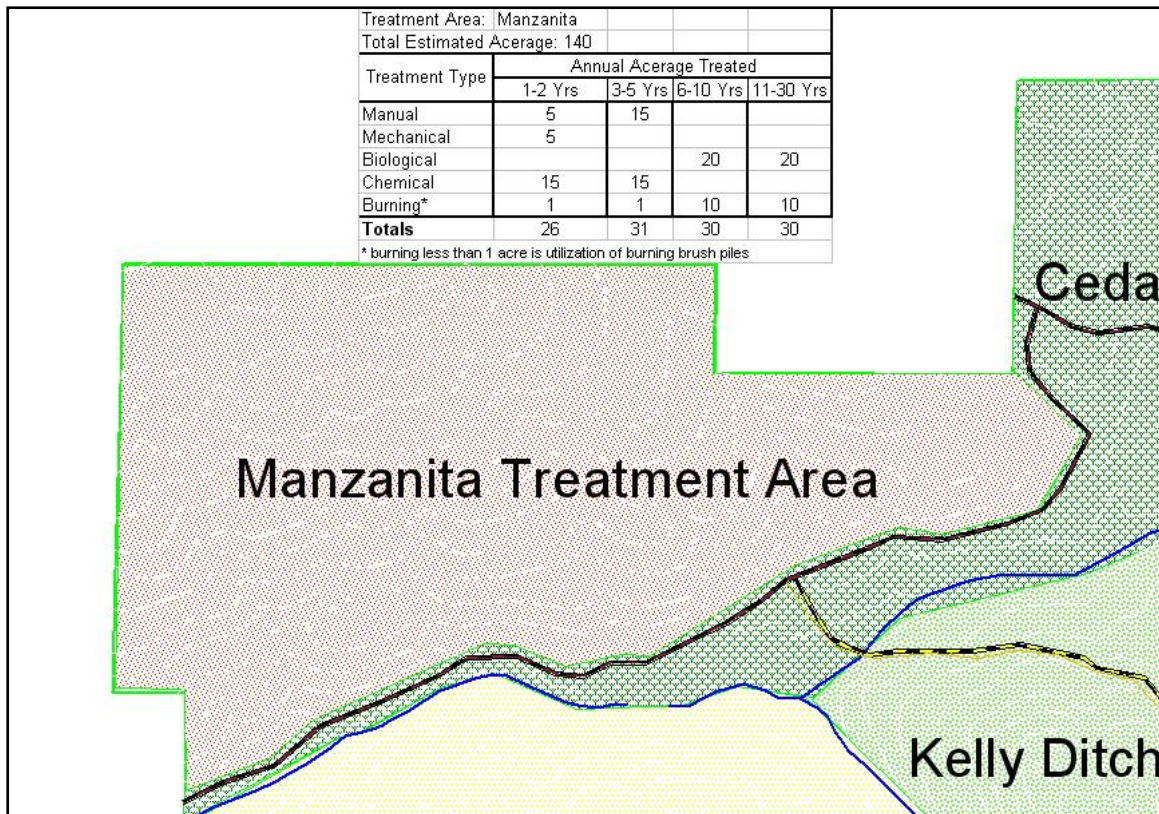 Treatment Area: Manzanita
Total Estimated Acerage: 140
Treatment Type Annual Acerage Treated
1-2 Yrs 3-5 Yrs 6-10 Yrs 11-30 Yrs
Manual 5 15
Mechanical 5
Biological 20 20
Chemical 15 15
Burning* 1 1 10 10
Totals 26 31 30 30
* burning less than 1 acre is utilization of burning brush piles
Ceda
Manzanita Treatment Area
Kelly Ditch